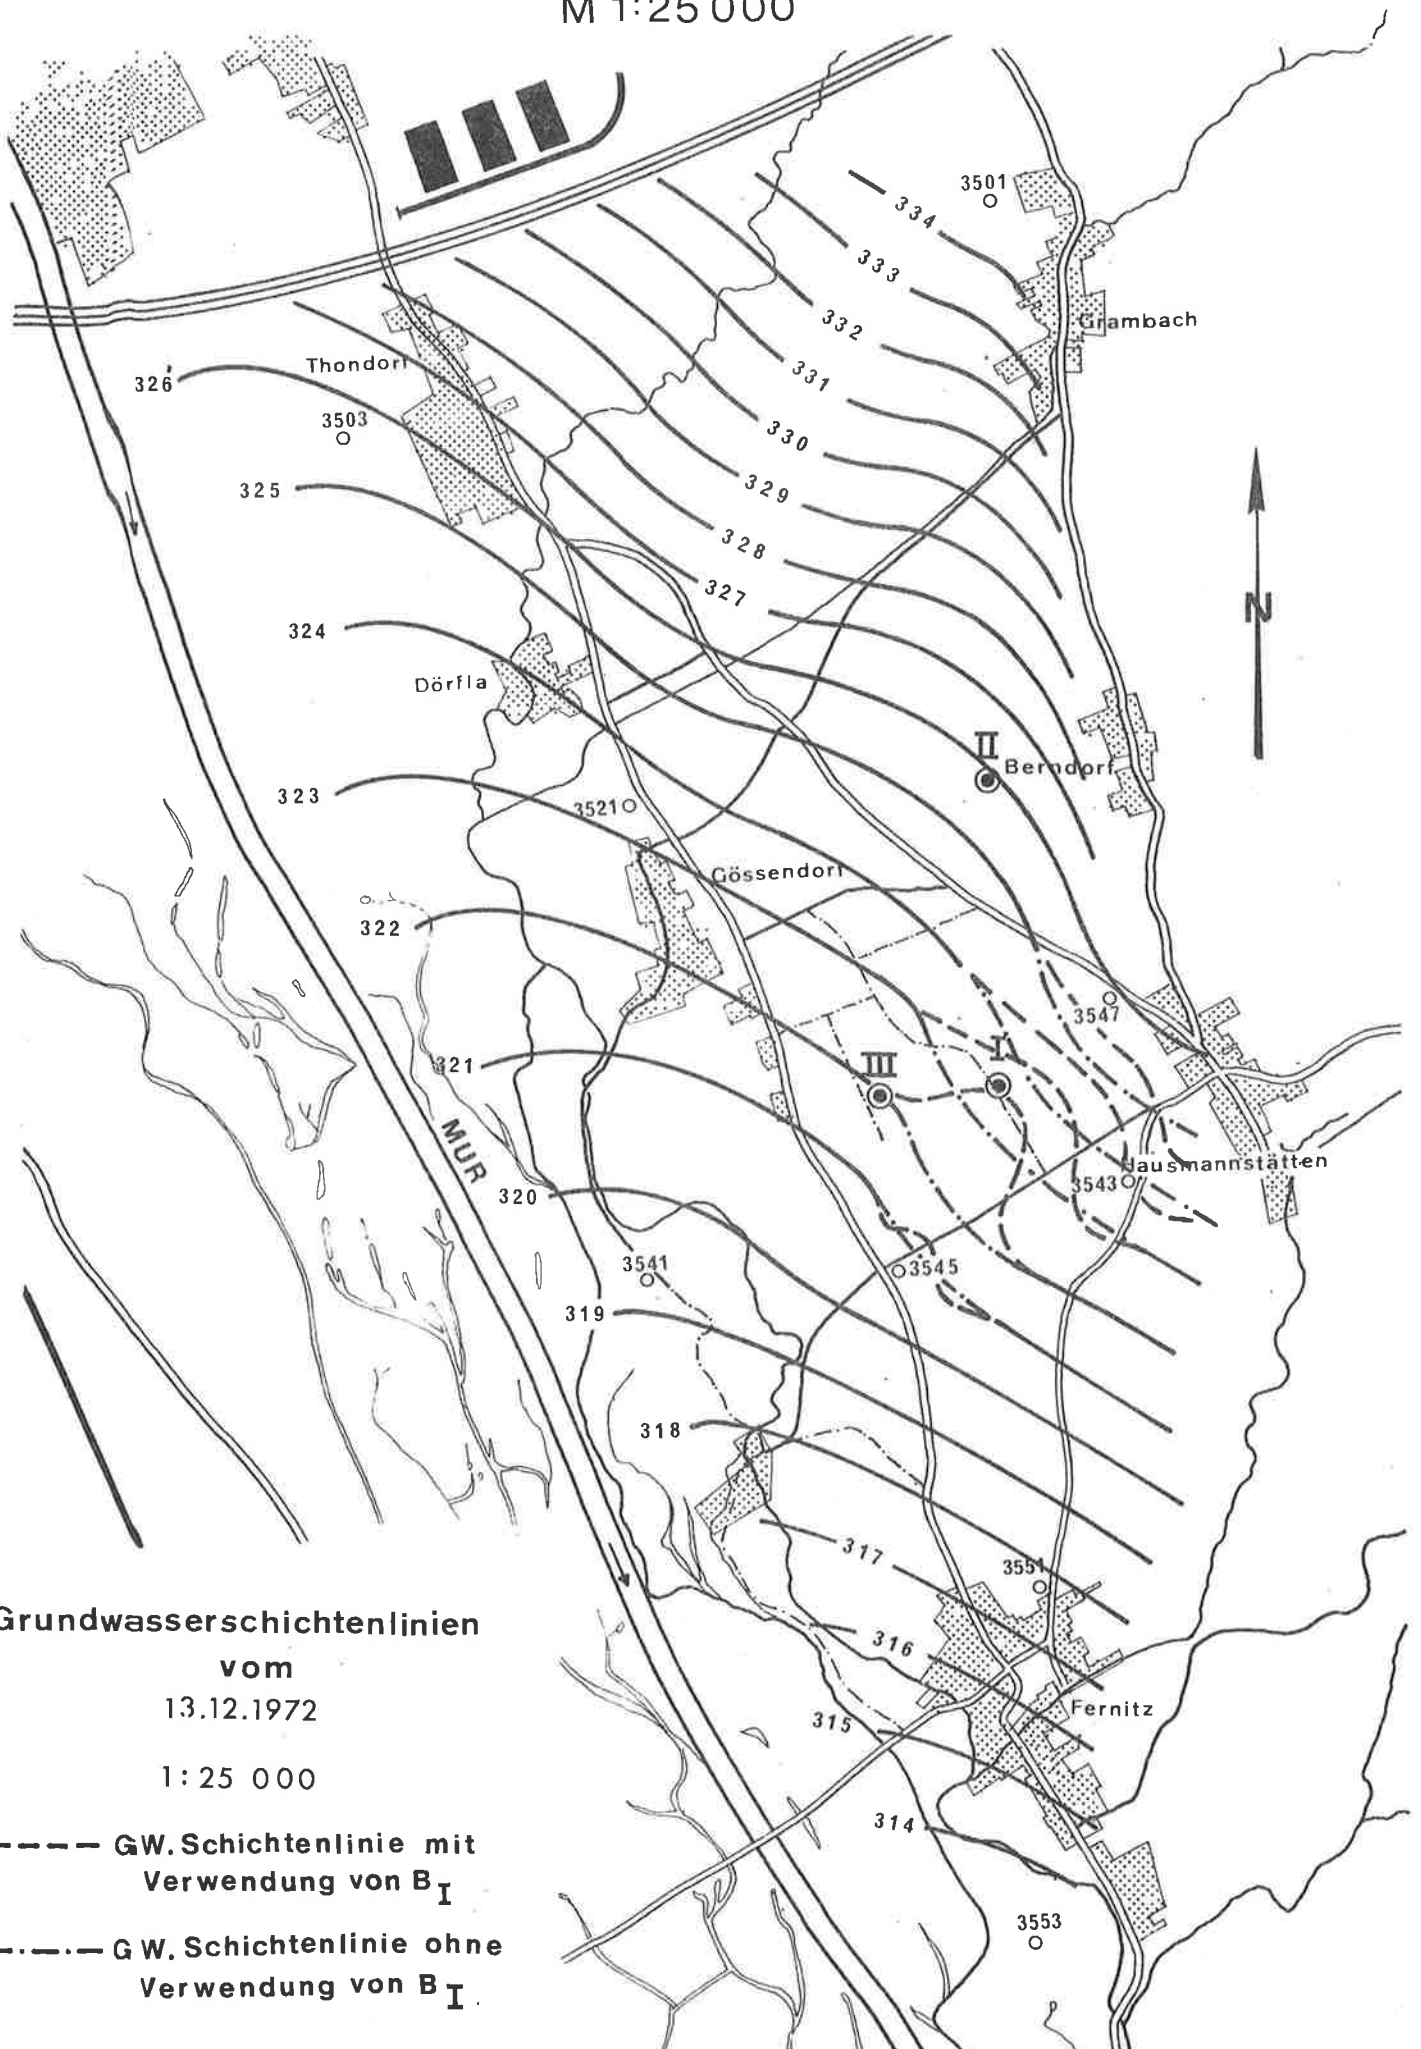 M 1:25 000
3501
334
333
Grambach
332
Thondorf
326
331
3503
330
325
329
328
327
N
324
Dörfla
II
Berndorf
323
3521
Gössendorf
322
3547
321
III
I
MUR
Hausmannstätten
3543
320
3541
3545
319
318
317
3551
Grundwasserschichtenlinien
vom
13.12.1972
1:25 000
316
Fernitz
315
314
GW. Schichtenlinie mit
Verwendung von B I
3553
GW. Schichtenlinie ohne
Verwendung von B I.